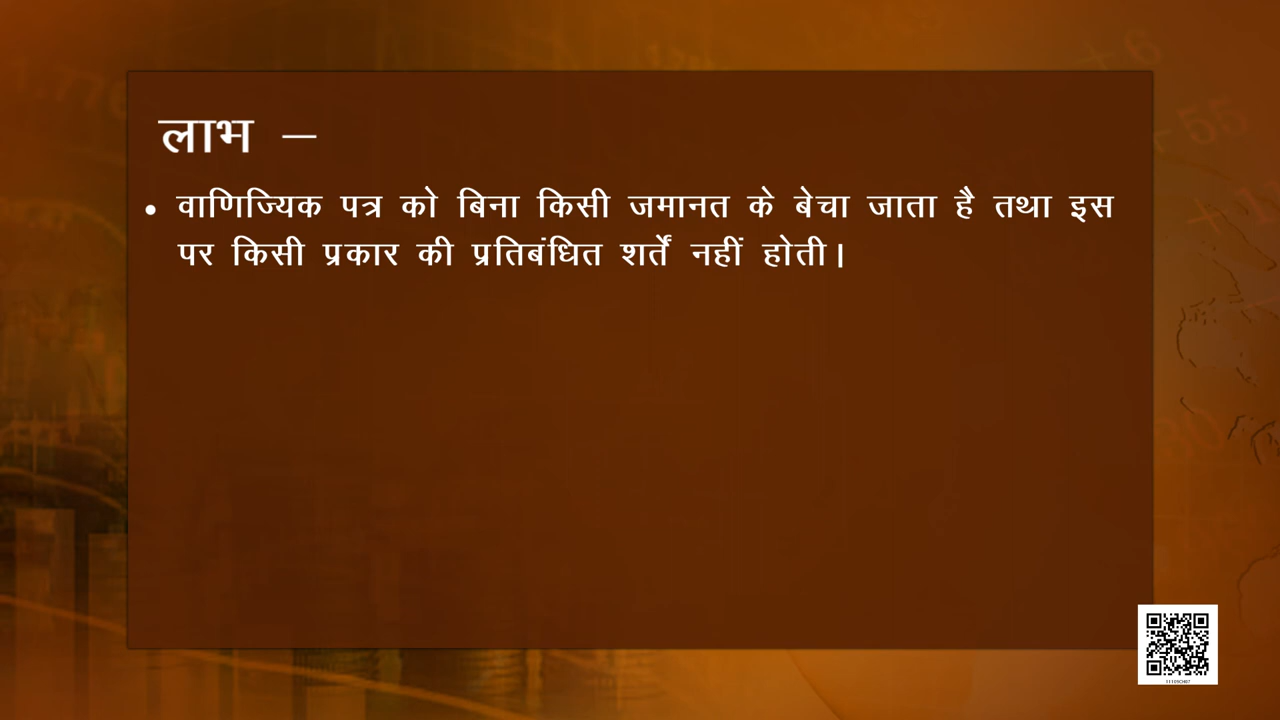 लाभ –
• वाणिज्यिक पत्र को बिना किसी जमानत के बेचा जाता है तथा इस
पर किसी प्रकार की प्रतिबंधित शर्तें नहीं होती।